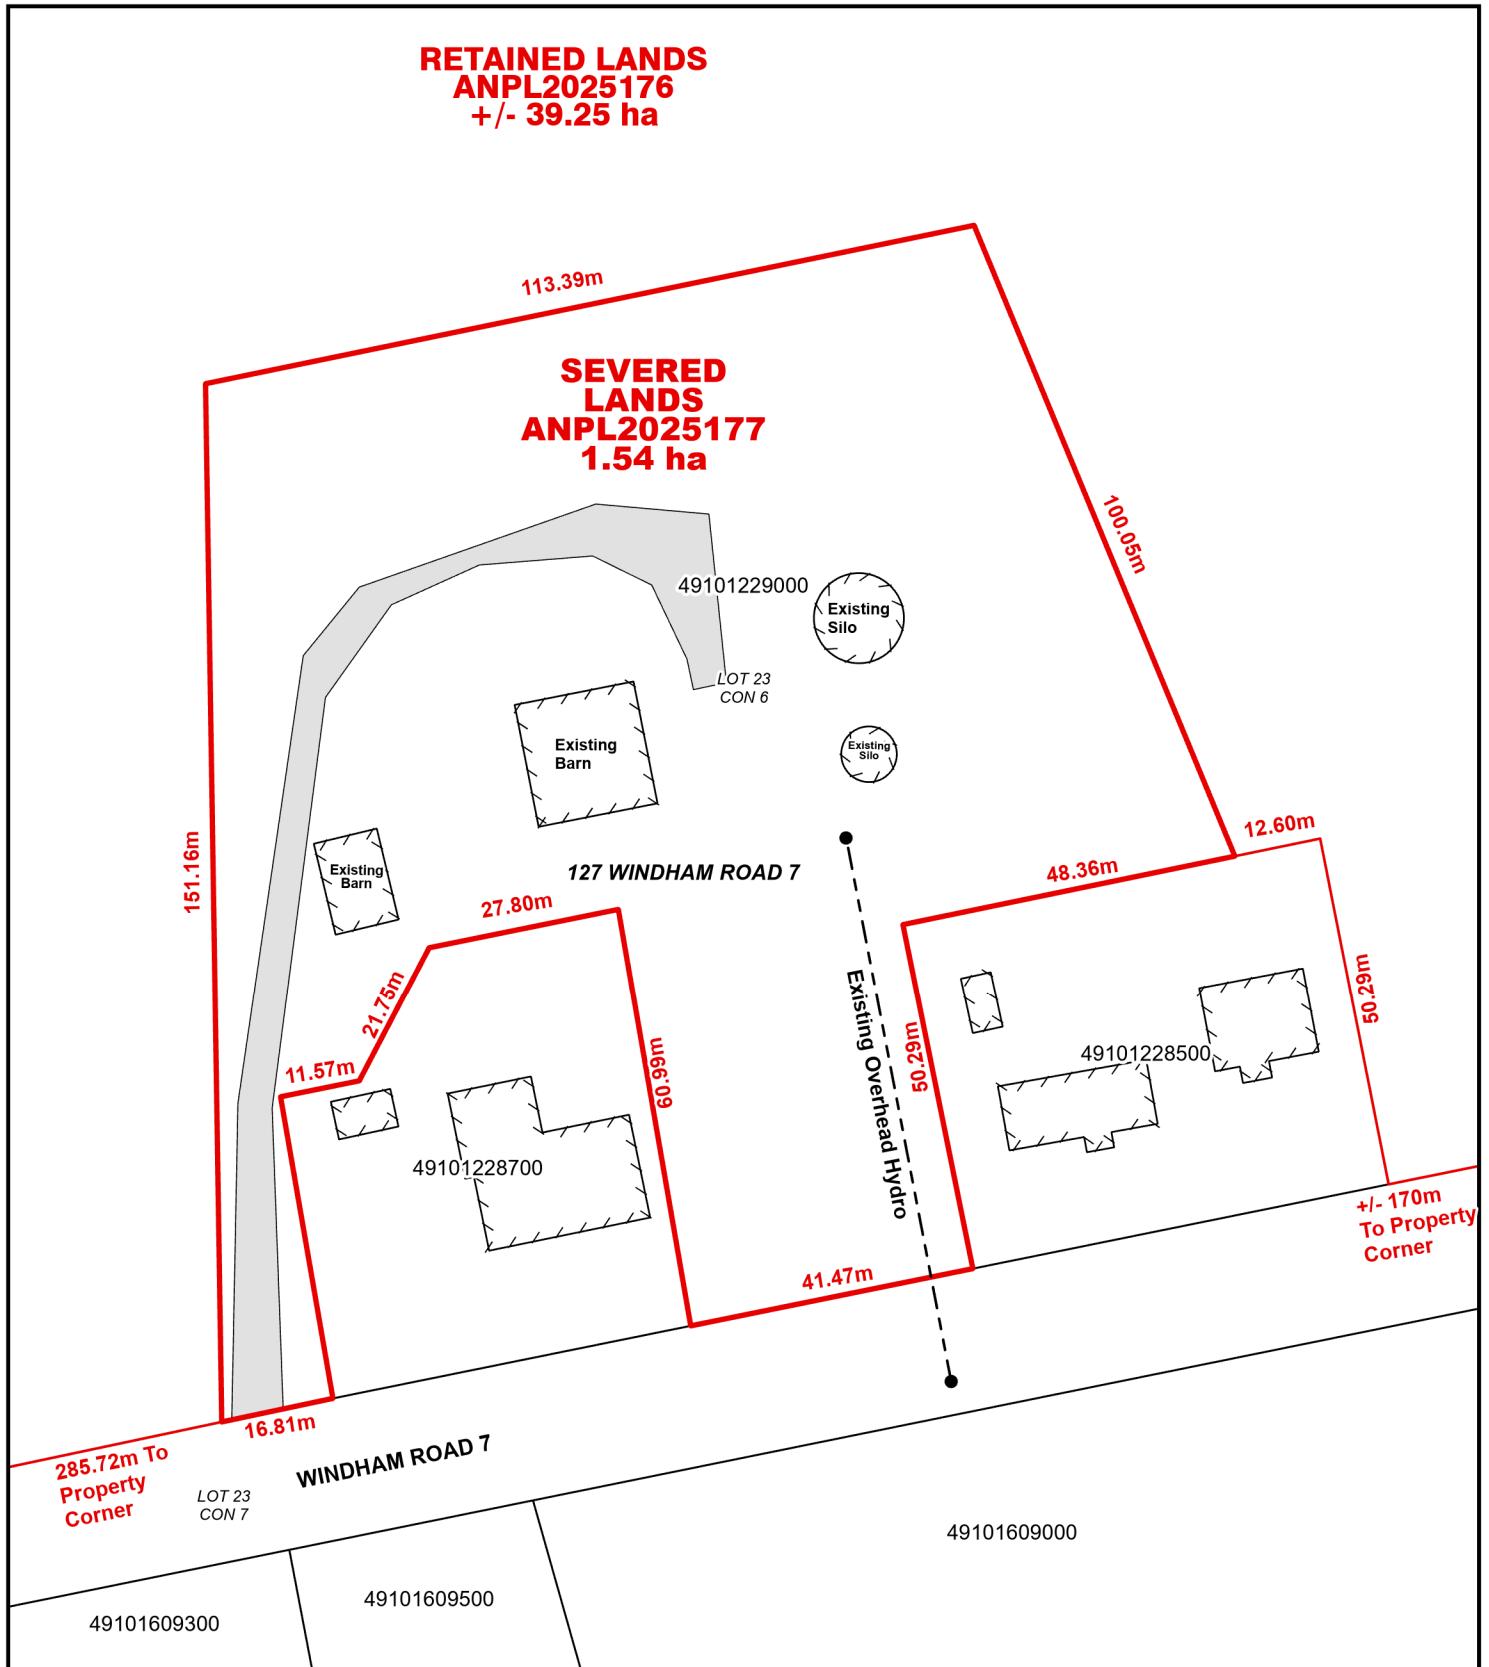 RETAINED LANDS
ANPL2025176
+/- 39.25 ha
113.39m
SEVERED
LANDS
ANPL2025177
1.54 ha
100.05m
49101229000
Existing
Silo
LOT 23
CON 6
Existing
Barn
Existing
Silo
151.16m
Existing
Barn
127 WINDHAM ROAD 7
12.60m
48.36m
27.80m
21.75m
11.57m
60.99m
Existing Overhead Hydro
50.29m
50.29m
49101228500
49101228700
+/- 170m
To Property
Corner
41.47m
16.81m
285.72m To
Property
Corner
WINDHAM ROAD 7
LOT 23
CON 7
49101609000
49101609500
49101609300